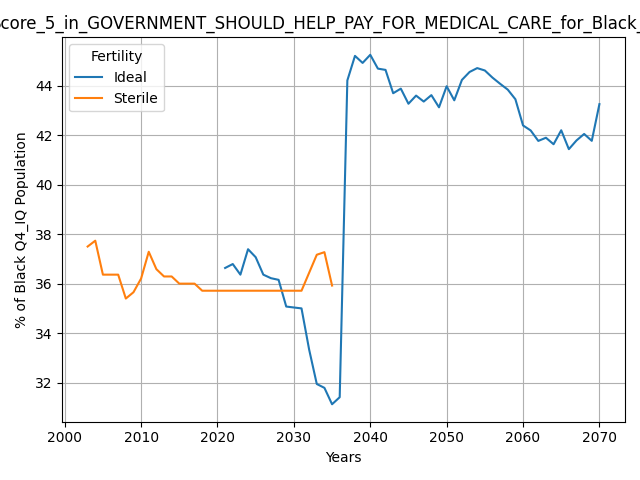 core_5_in_GOVERNMENT_SHOULD_HELP_PAY_FOR_MEDICAL_CARE_for_Black_
Fertility
Ideal
Sterile
% of Black Q4_IQ Population
44
42
40
38
36
34
32
2000 2010 2020 2030 2040 2050 2060 2070
Years